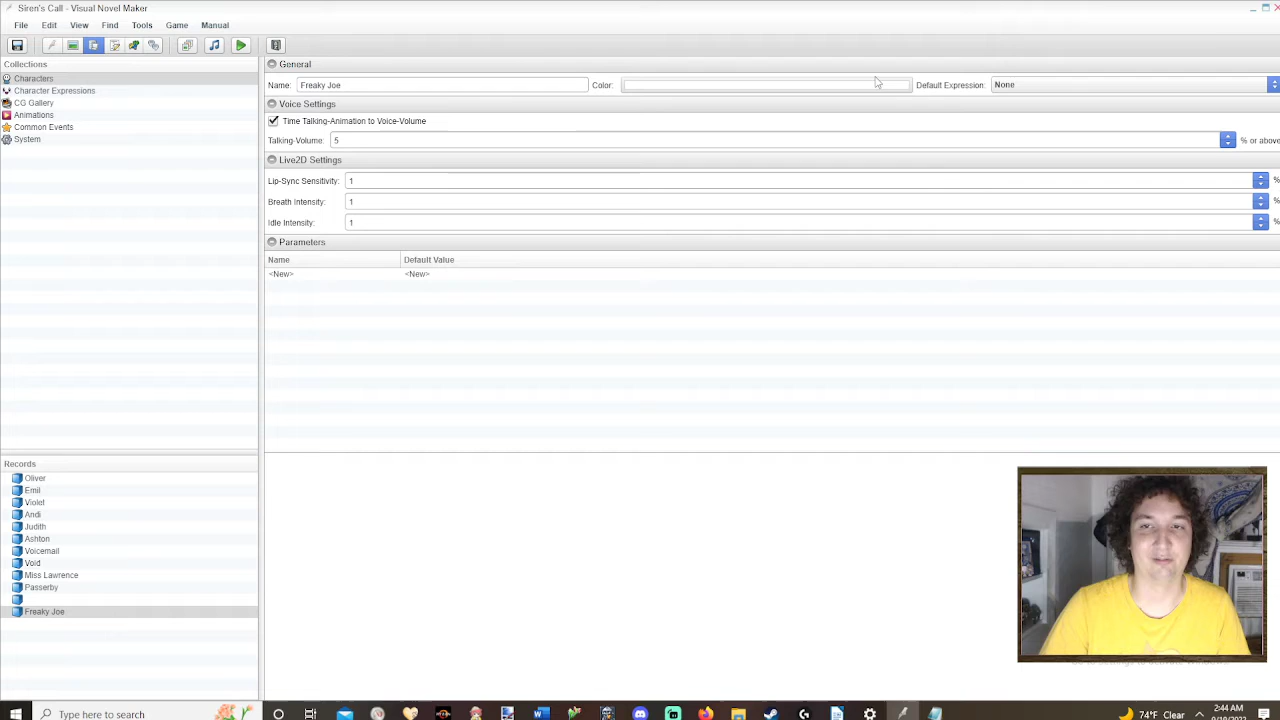 Siren's Call - Visual Novel Maker
File Edit View Find Tools Game Manual
Collections
Characters
Character Expressions
CG Gallery
Animations
Common Events
System
General
Name: Freaky Joe Color: Default Expression: None
Voice Settings
Time Talking-Animation to Voice-Volume
Talking-Volume: 5 % or above
Live2D Settings
Lip-Sync Sensitivity: 1 %
Breath Intensity: 1 %
Idle Intensity: 1 %
Parameters
Name Default Value
<New> <New>
Records
Oliver
Emil
Violet
Andi
Judith
Ashton
Voicemail
Void
Miss Lawrence
Passerby
Freaky Joe
Type here to search
74°F Clear
2:44 AM